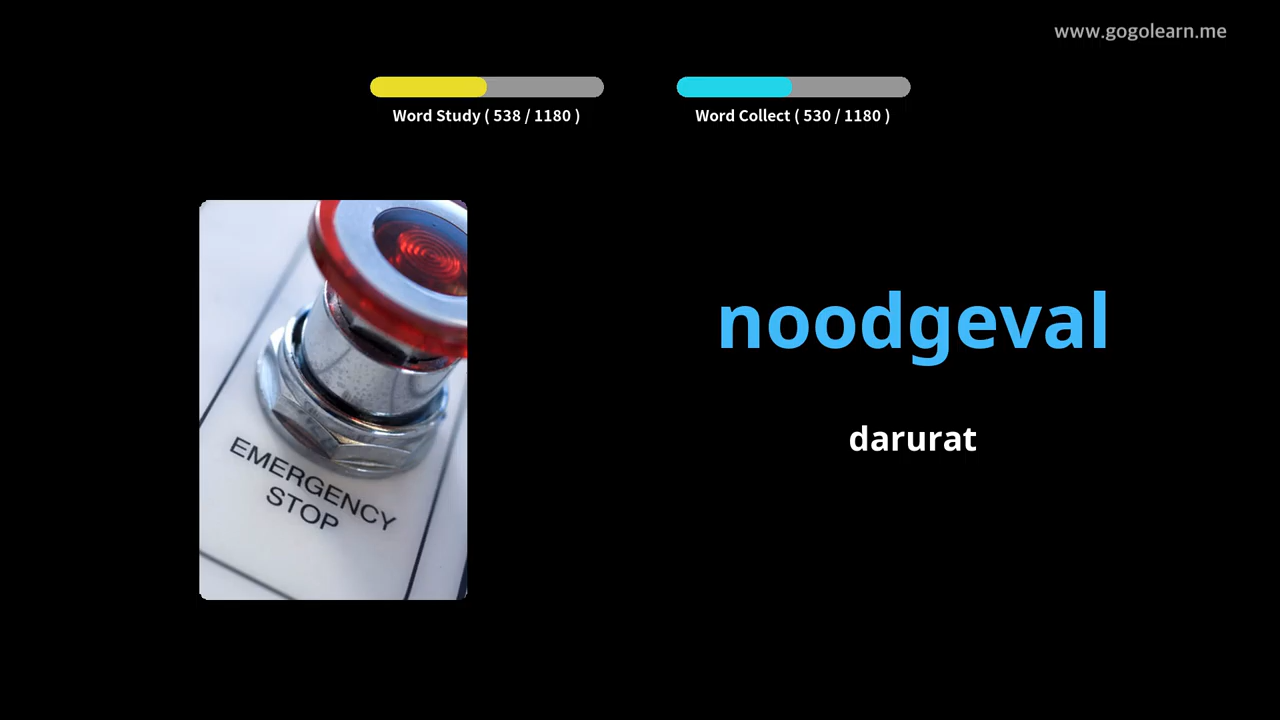 www.gogolearn.me
Word Study ( 538 / 1180 )
Word Collect ( 530 / 1180 )
noodgeval
darurat
EMERGENCY
STOP